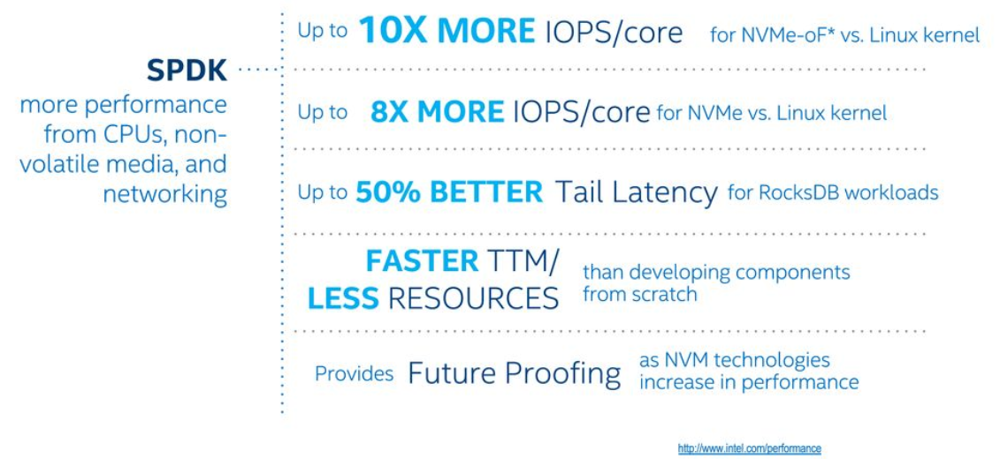 SPDK
more performance
from CPUs, non-
volatile media, and
networking
Up to 10X MORE IOPS/core for NVMe-oF* vs. Linux kernel
Up to 8X MORE IOPS/core for NVMe vs. Linux kernel
Up to 50% BETTER Tail Latency for RocksDB workloads
FASTER TTM/
LESS RESOURCES
than developing components
from scratch
Provides Future Proofing
as NVM technologies
increase in performance
http://www.intel.com/performance